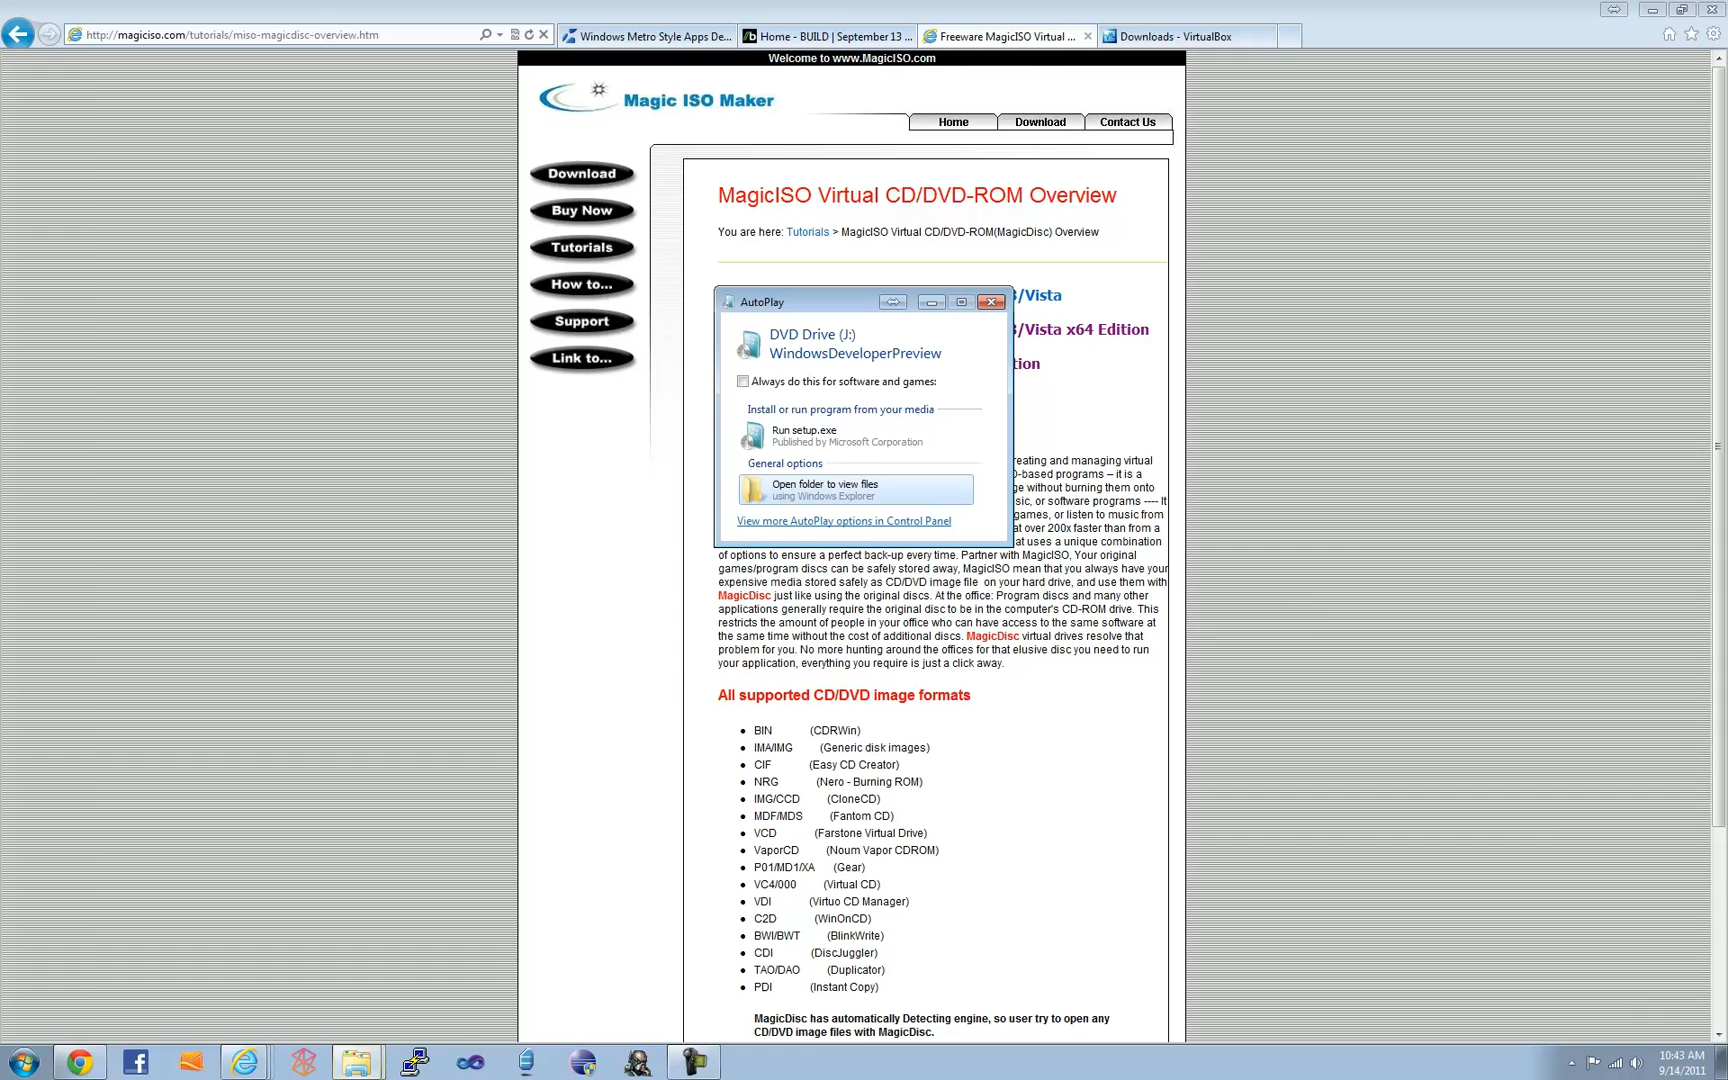 http://magiciso.com/tutorials/miso-magicdisc-overview.htm
Windows Metro Style Apps De...
Home - BUILD | September 13 ...
Freeware MagicISO Virtual ...
Downloads - VirtualBox
Welcome to www.MagicISO.com
Magic ISO Maker
Home
Download
Contact Us
Download
Buy Now
Tutorials
How to...
Support
Link to...
MagicISO Virtual CD/DVD-ROM Overview
You are here: Tutorials > MagicISO Virtual CD/DVD-ROM(MagicDisc) Overview
/Vista
/Vista x64 Edition
tion
AutoPlay
DVD Drive (J:)
WindowsDeveloperPreview
Always do this for software and games:
Install or run program from your media
Run setup.exe
Published by Microsoft Corporation
General options
Open folder to view files
using Windows Explorer
View more AutoPlay options in Control Panel
reating and managing virtual
-based programs – it is a
ge without burning them onto
sic, or software programs ---- It
games, or listen to music from
at over 200x faster than from a
at uses a unique combination
of options to ensure a perfect back-up every time. Partner with MagicISO, Your original
games/program discs can be safely stored away, MagicISO mean that you always have your
expensive media stored safely as CD/DVD image file on your hard drive, and use them with
MagicDisc just like using the original discs. At the office: Program discs and many other
applications generally require the original disc to be in the computer's CD-ROM drive. This
restricts the amount of people in your office who can have access to the same software at
the same time without the cost of additional discs. MagicDisc virtual drives resolve that
problem for you. No more hunting around the offices for that elusive disc you need to run
your application, everything you require is just a click away.
All supported CD/DVD image formats
• BIN (CDRWin)
• IMA/IMG (Generic disk images)
• CIF (Easy CD Creator)
• NRG (Nero - Burning ROM)
• IMG/CCD (CloneCD)
• MDF/MDS (Fantom CD)
• VCD (Farstone Virtual Drive)
• VaporCD (Noum Vapor CDROM)
• P01/MD1/XA (Gear)
• VC4/000 (Virtual CD)
• VDI (Virtuo CD Manager)
• C2D (WinOnCD)
• BWI/BWT (BlinkWrite)
• CDI (DiscJuggler)
• TAO/DAO (Duplicator)
• PDI (Instant Copy)
MagicDisc has automatically Detecting engine, so user try to open any
CD/DVD image files with MagicDisc.
10:43 AM
9/14/2011